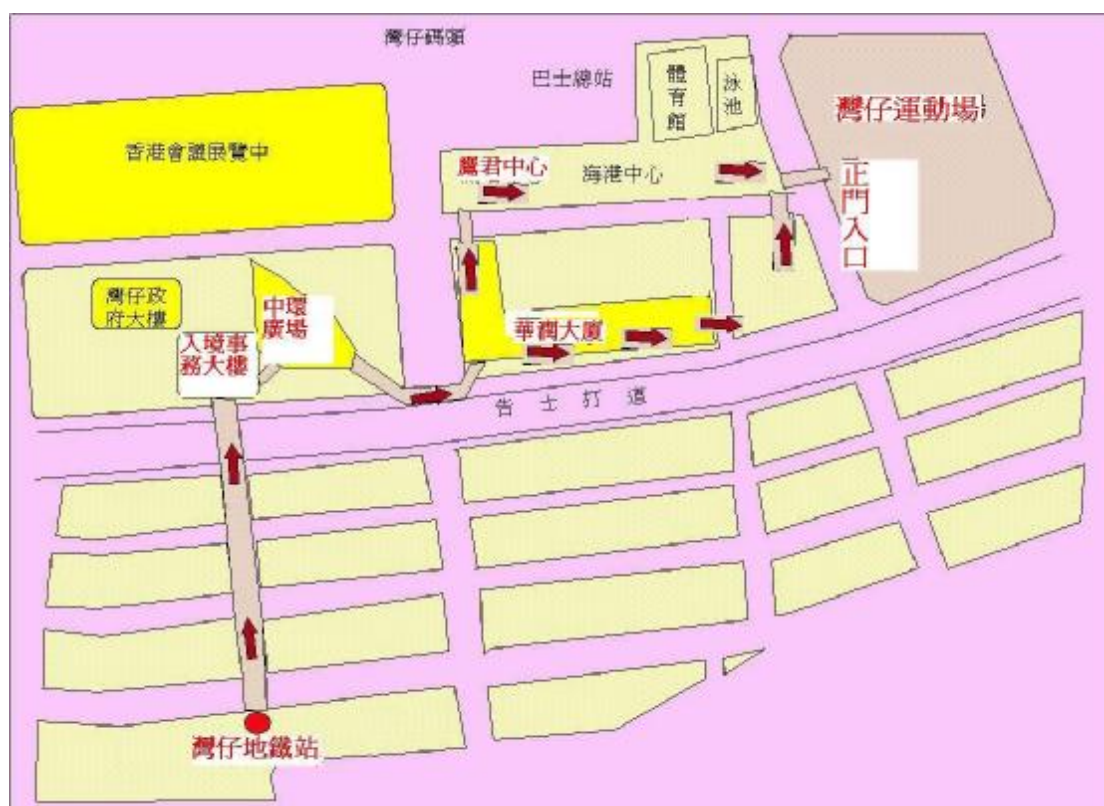 灣仔碼頭
巴士總站
體
育
館
泳
池
灣仔運動場
香港會議展覽中
鷹君中心
海港中心
正
門
入
口
灣仔政
府大樓
中環
廣場
入境事
務大樓
華潤大厦
告士打道
灣仔地鐵站